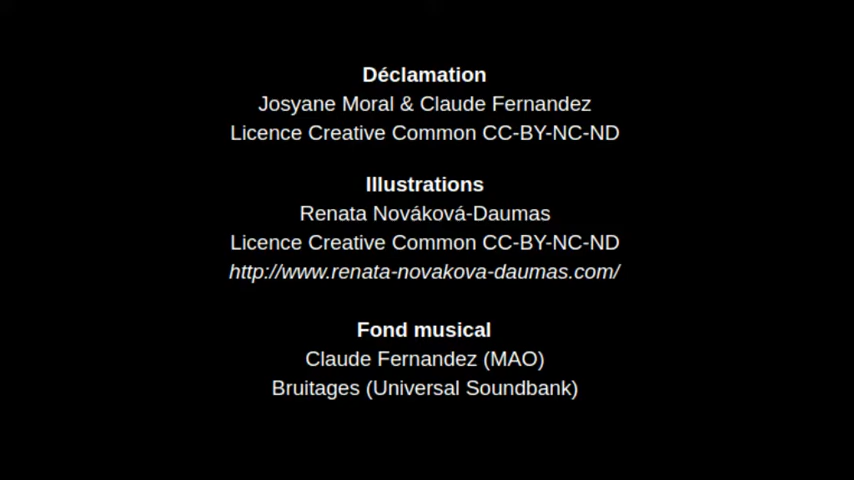 Déclamation
Josyane Moral & Claude Fernandez
Licence Creative Common CC-BY-NC-ND
Illustrations
Renata Nováková-Daumas
Licence Creative Common CC-BY-NC-ND
http://www.renata-novakova-daumas.com/
Fond musical
Claude Fernandez (MAO)
Bruitages (Universal Soundbank)